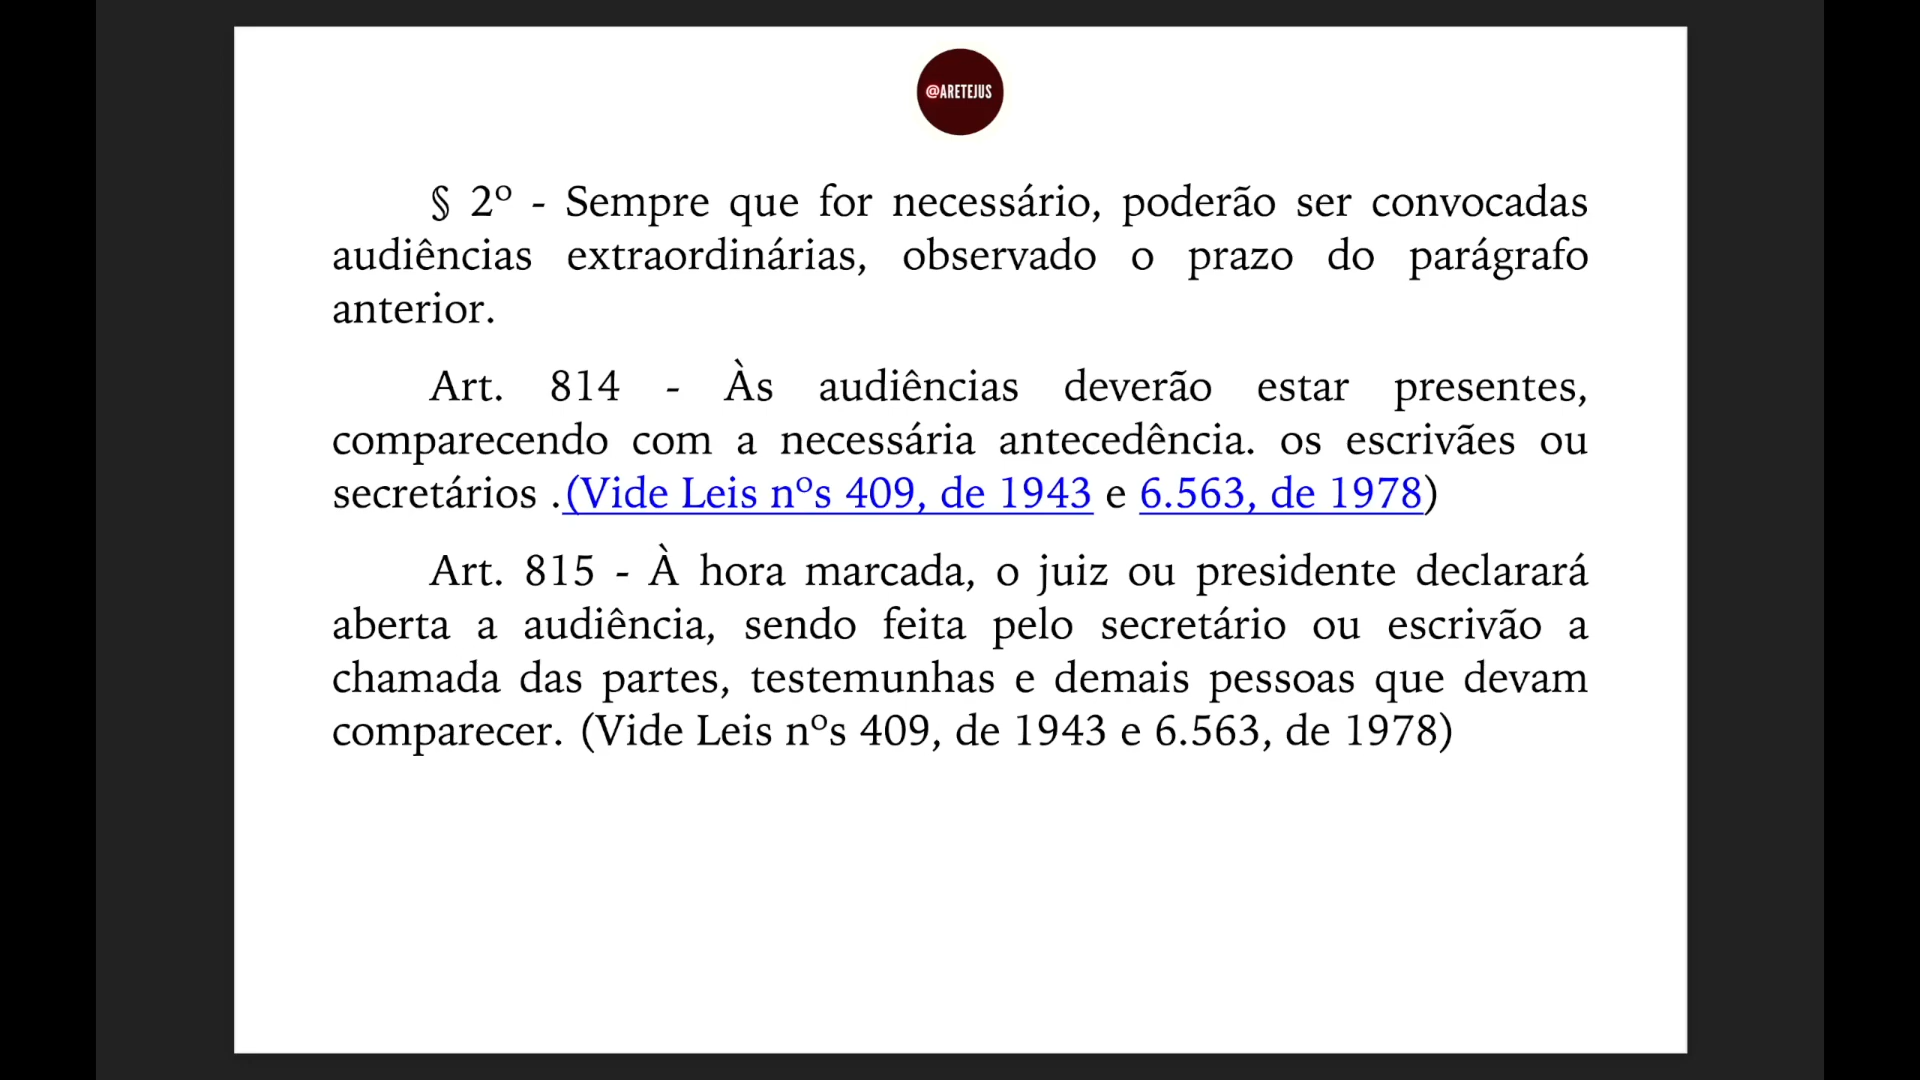 @ARETEJUS
§ 2º - Sempre que for necessário, poderão ser convocadas
audiências extraordinárias, observado o prazo do parágrafo
anterior.
Art. 814 - Às audiências deverão estar presentes,
comparecendo com a necessária antecedência. os escrivães ou
secretários .(Vide Leis nºs 409, de 1943 e 6.563, de 1978)
Art. 815 - À hora marcada, o juiz ou presidente declarará
aberta a audiência, sendo feita pelo secretário ou escrivão a
chamada das partes, testemunhas e demais pessoas que devam
comparecer. (Vide Leis nºs 409, de 1943 e 6.563, de 1978)